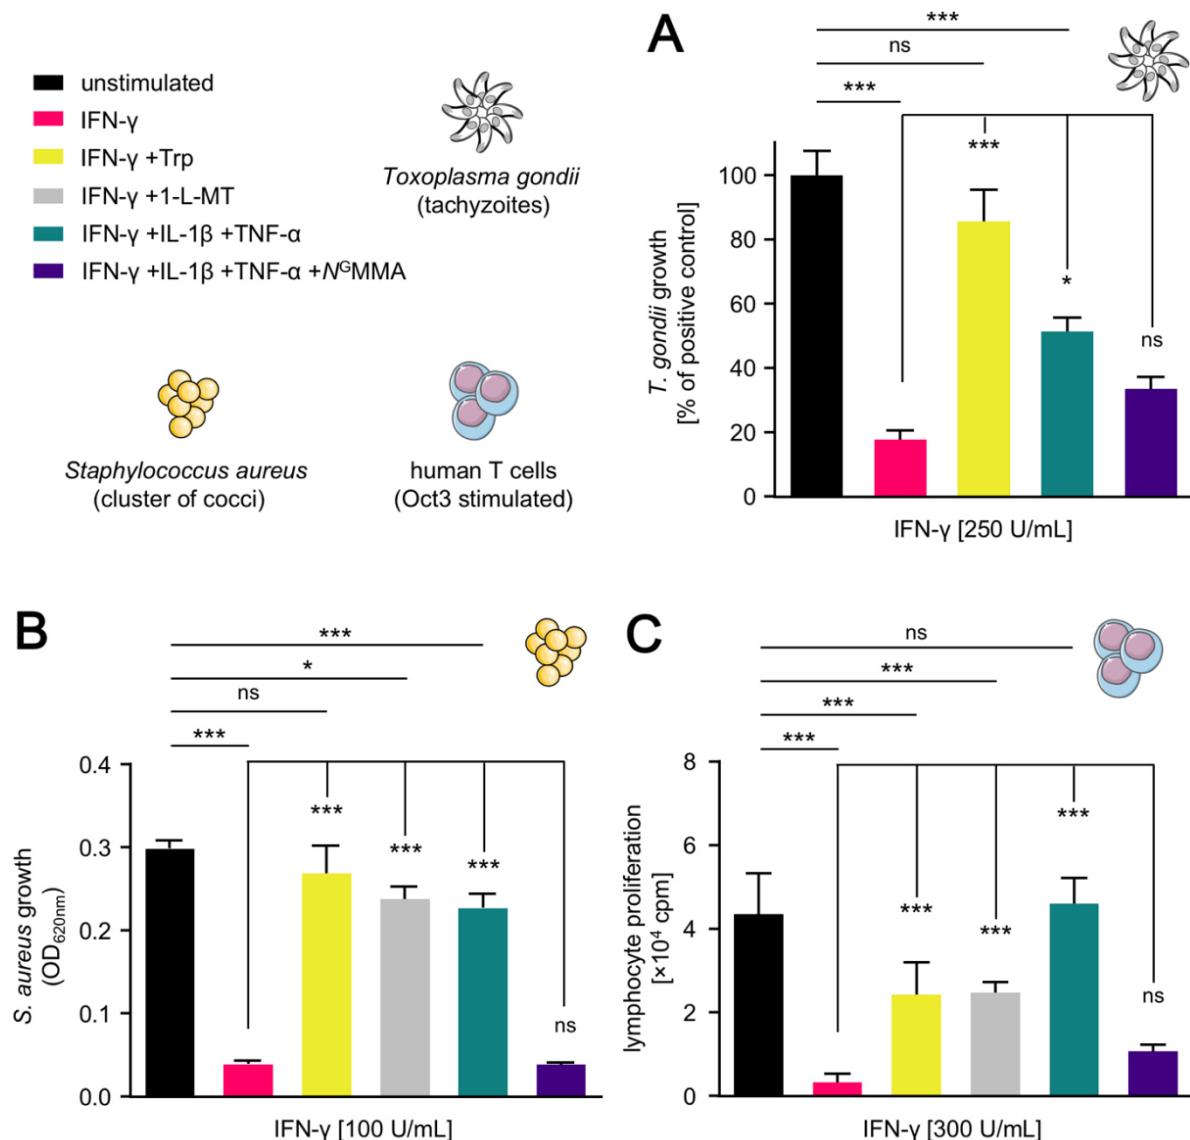 unstimulated
IFN-γ
IFN-γ +Trp
IFN-γ +1-L-MT
IFN-γ +IL-1β +TNF-α
IFN-γ +IL-1β +TNF-α +NᴳMMA
Toxoplasma gondii
(tachyzoites)
Staphylococcus aureus
(cluster of cocci)
human T cells
(Oct3 stimulated)
A
***
ns
***
***
*
ns
T. gondii growth
[% of positive control]
100
80
60
40
20
0
IFN-γ [250 U/mL]
B
***
*
ns
***
***
***
***
ns
S. aureus growth
(OD₆₂₀ₙₘ)
0.4
0.3
0.2
0.1
0.0
IFN-γ [100 U/mL]
C
ns
***
***
***
***
***
***
ns
lymphocyte proliferation
[×10⁴ cpm]
8
6
4
2
0
IFN-γ [300 U/mL]